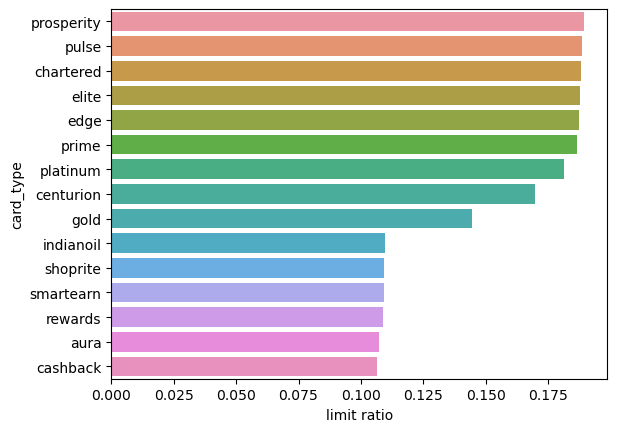 prosperity
pulse
chartered
elite
edge
prime
platinum
centurion
gold
indianoil
shoprite
smartearn
rewards
aura
cashback
card_type
0.000 0.025 0.050 0.075 0.100 0.125 0.150 0.175
limit ratio